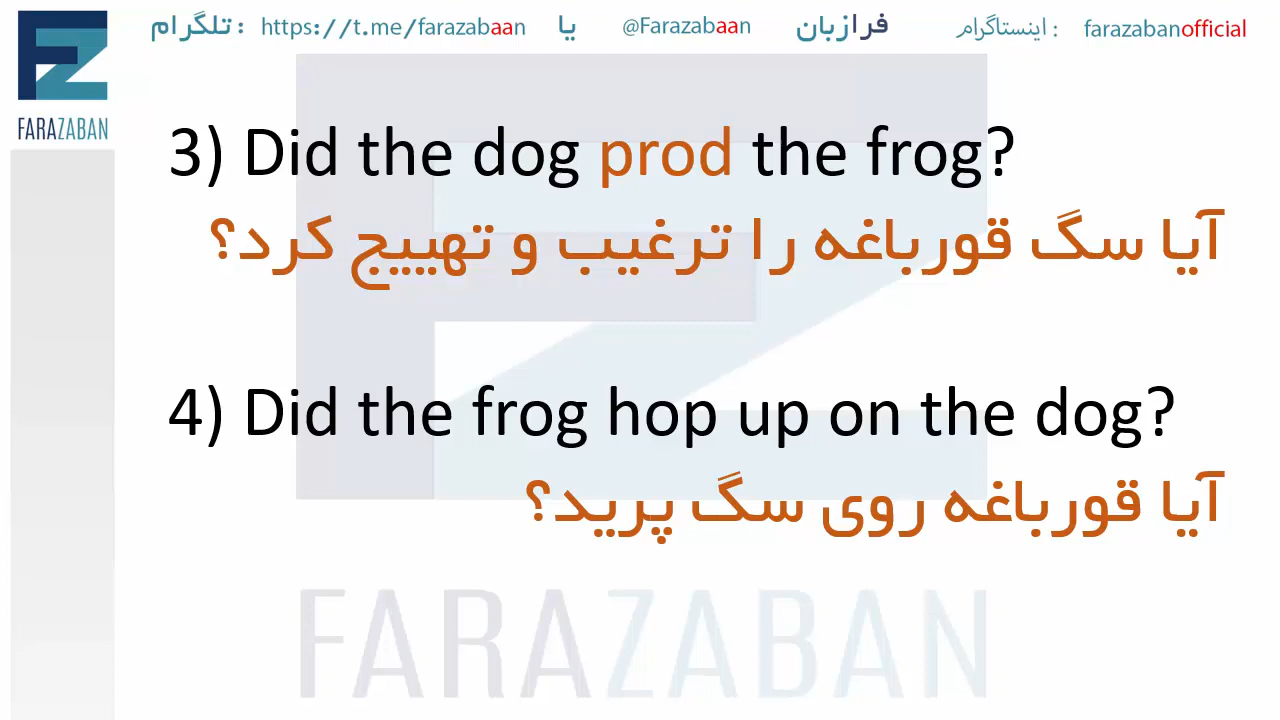 تلگرام : https://t.me/farazabaan یا @Farazabaan فرازبان اینستاگرام : farazabanofficial
FARAZABAN
3) Did the dog prod the frog?
آیا سگ قورباغه را ترغیب و تهییج کرد؟
4) Did the frog hop up on the dog?
آیا قورباغه روی سگ پرید؟
FARAZABAN